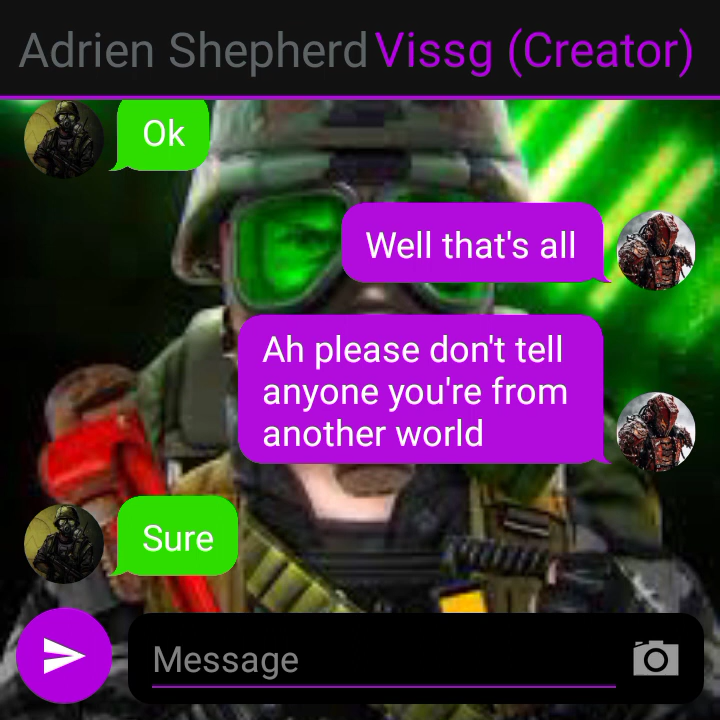 Adrien Shepherd Vissg (Creator)
Ok
Well that's all
Ah please don't tell
anyone you're from
another world
Sure
Message